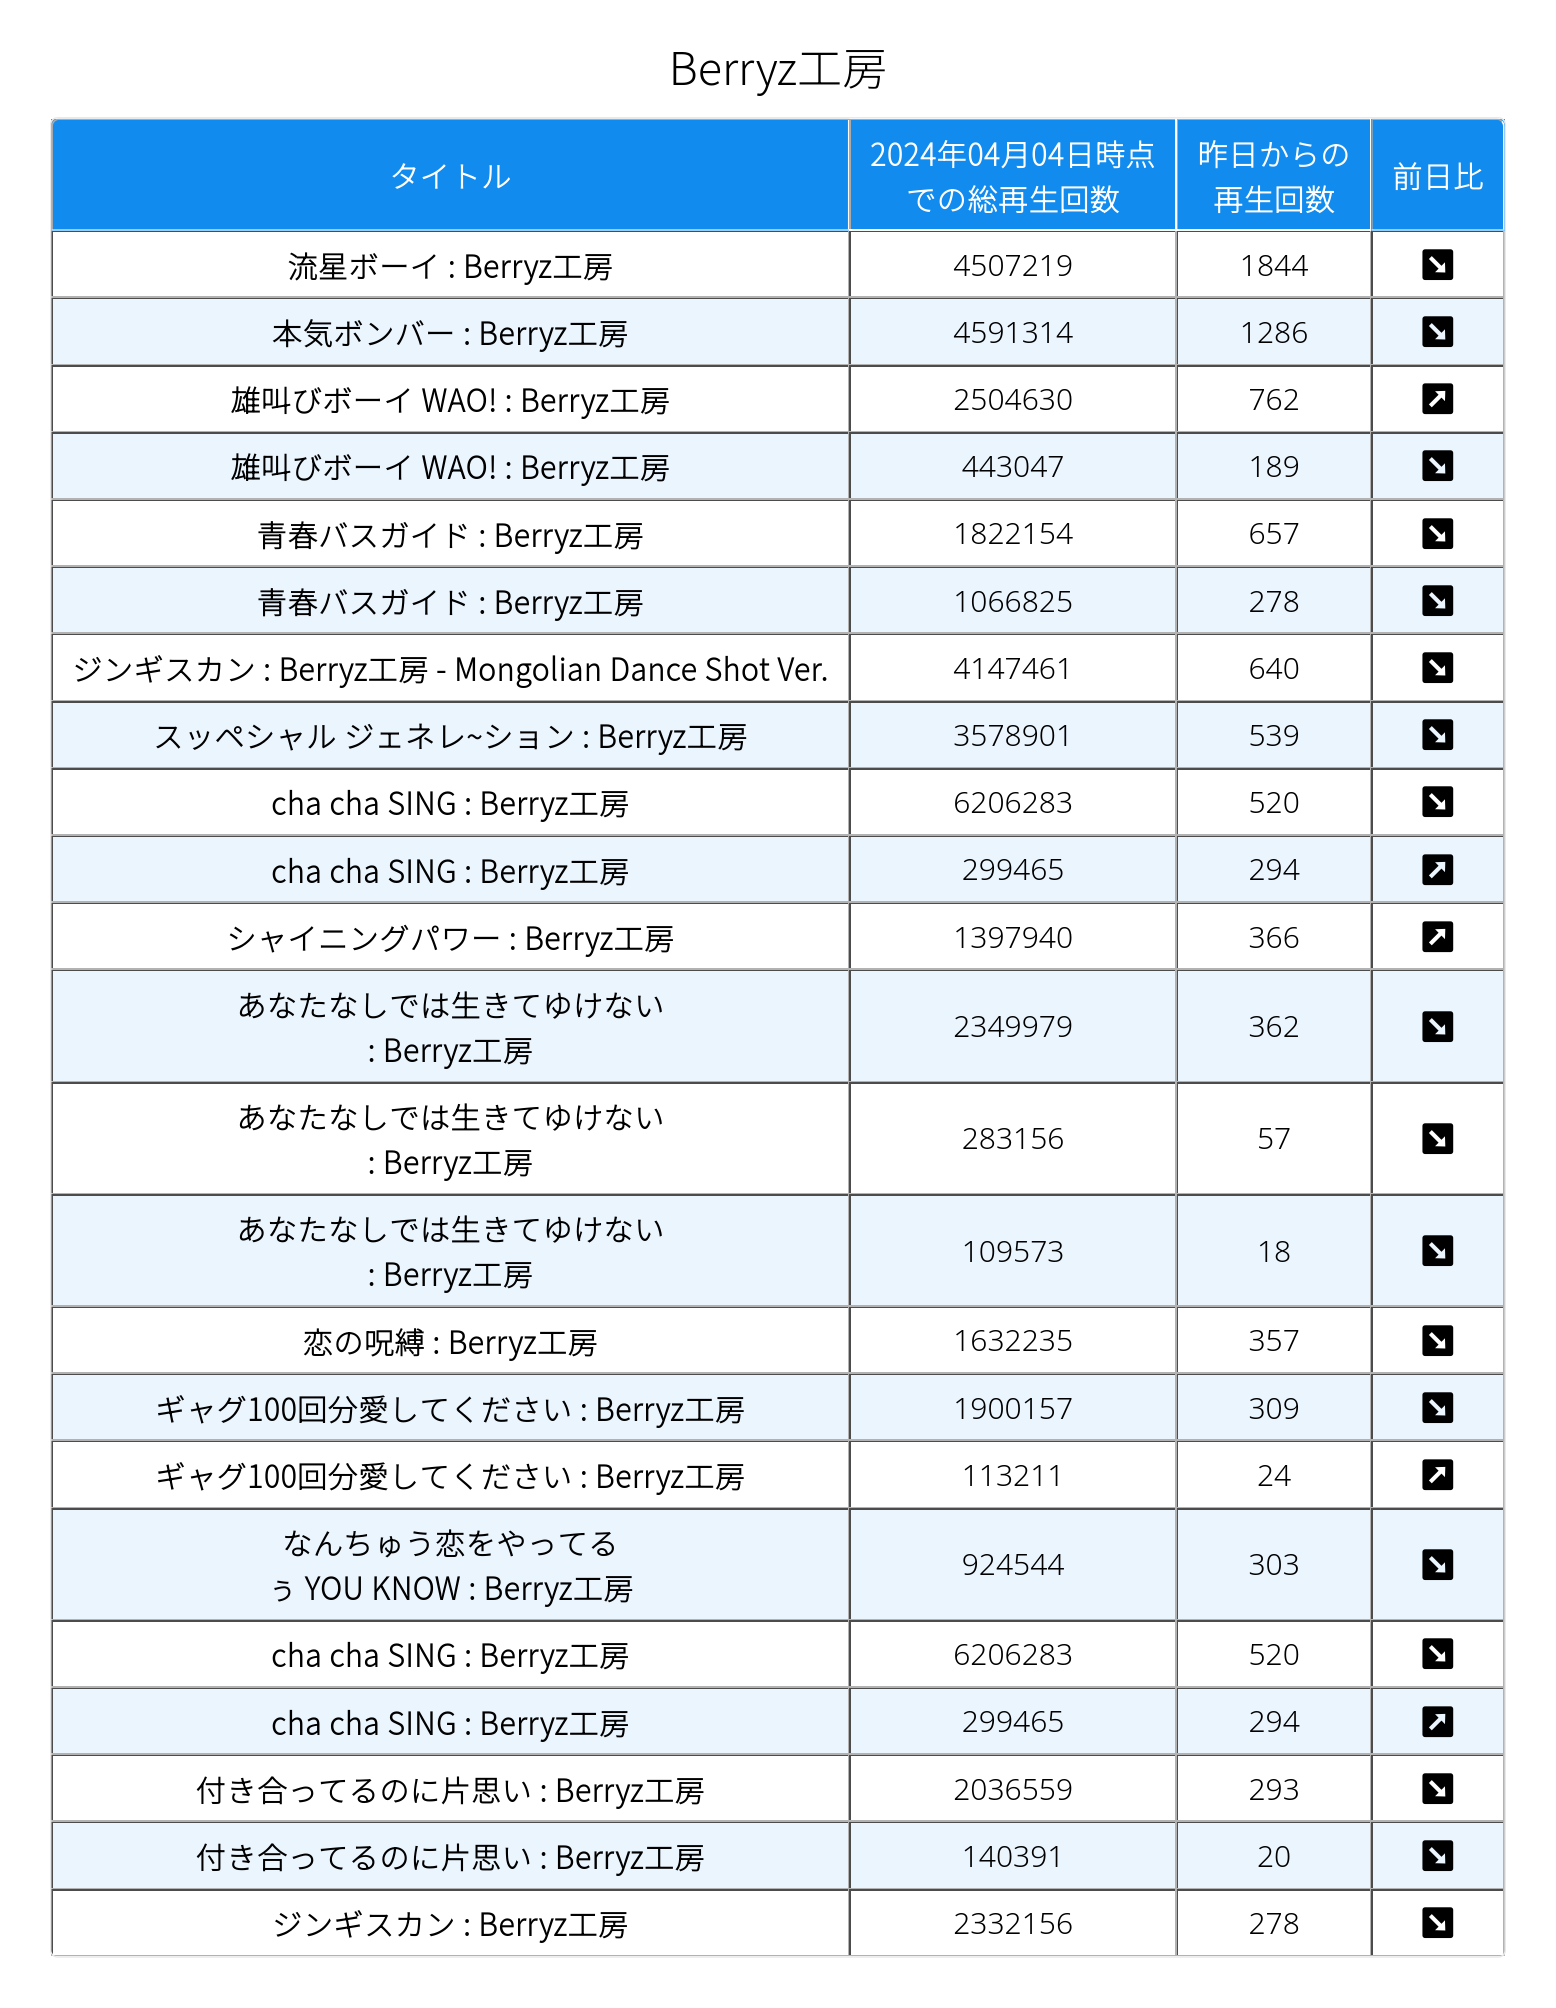 Berryz工房
タイトル 2024年04月04日時点 昨日からの 前日比
での総再生回数 再生回数
流星ボーイ : Berryz工房 4507219 1844 ↘
本気ボンバー : Berryz工房 4591314 1286 ↘
雄叫びボーイ WAO! : Berryz工房 2504630 762 ↗
雄叫びボーイ WAO! : Berryz工房 443047 189 ↘
青春バスガイド : Berryz工房 1822154 657 ↘
青春バスガイド : Berryz工房 1066825 278 ↘
ジンギスカン : Berryz工房 - Mongolian Dance Shot Ver. 4147461 640 ↘
スッペシャル ジェネレ~ション : Berryz工房 3578901 539 ↘
cha cha SING : Berryz工房 6206283 520 ↘
cha cha SING : Berryz工房 299465 294 ↗
シャイニングパワー : Berryz工房 1397940 366 ↗
あなたなしでは生きてゆけない
: Berryz工房 2349979 362 ↘
あなたなしでは生きてゆけない
: Berryz工房 283156 57 ↘
あなたなしでは生きてゆけない
: Berryz工房 109573 18 ↘
恋の呪縛 : Berryz工房 1632235 357 ↘
ギャグ100回分愛してください : Berryz工房 1900157 309 ↘
ギャグ100回分愛してください : Berryz工房 113211 24 ↗
なんちゅう恋をやってる
ぅ YOU KNOW : Berryz工房 924544 303 ↘
cha cha SING : Berryz工房 6206283 520 ↘
cha cha SING : Berryz工房 299465 294 ↗
付き合ってるのに片思い : Berryz工房 2036559 293 ↘
付き合ってるのに片思い : Berryz工房 140391 20 ↘
ジンギスカン : Berryz工房 2332156 278 ↘